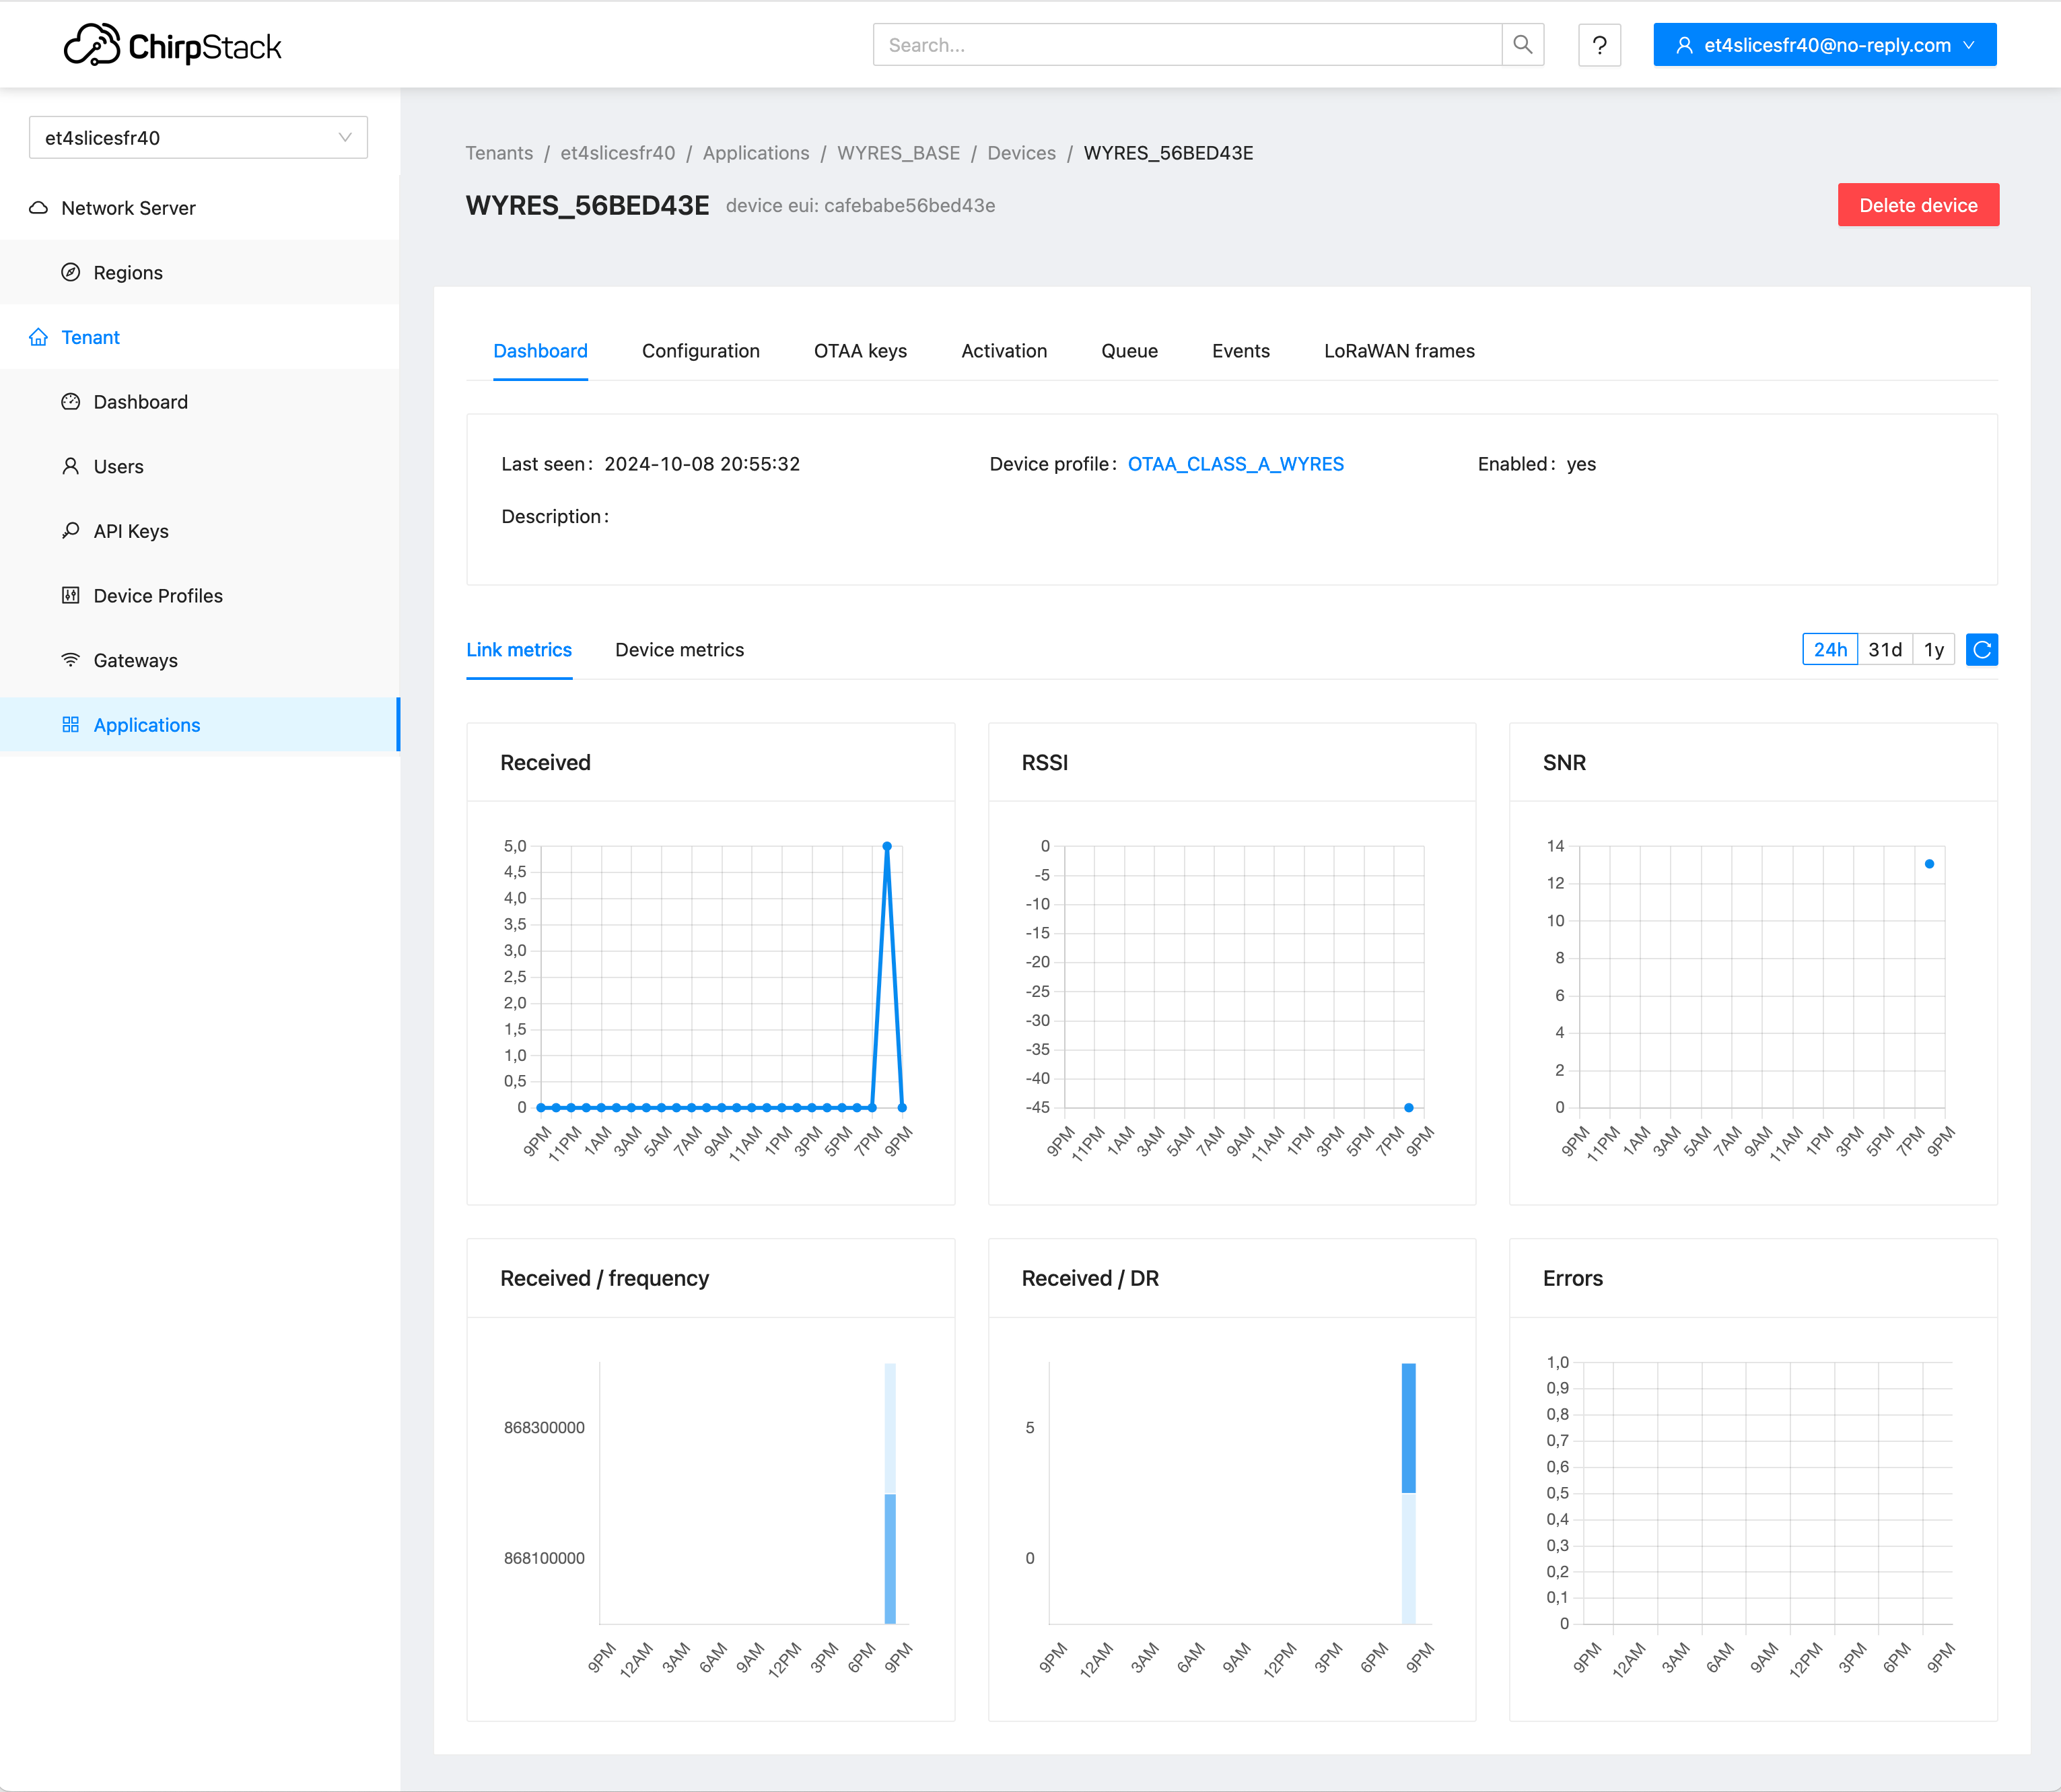 ChirpStack
Search...
?
et4slicesfr40@no-reply.com
et4slicesfr40
Network Server
Regions
Tenant
Dashboard
Users
API Keys
Device Profiles
Gateways
Applications
Tenants / et4slicesfr40 / Applications / WYRES_BASE / Devices / WYRES_56BED43E
WYRES_56BED43E device eui: cafebabe56bed43e
Delete device
Dashboard Configuration OTAA keys Activation Queue Events LoRaWAN frames
Last seen: 2024-10-08 20:55:32 Device profile: OTAA_CLASS_A_WYRES Enabled: yes
Description:
Link metrics Device metrics
24h 31d 1y
Received
5,0
4,5
4,0
3,5
3,0
2,5
2,0
1,5
1,0
0,5
0
9PM 11PM 1AM 3AM 5AM 7AM 9AM 11AM 1PM 3PM 5PM 7PM 9PM
RSSI
0
-5
-10
-15
-20
-25
-30
-35
-40
-45
9PM 11PM 1AM 3AM 5AM 7AM 9AM 11AM 1PM 3PM 5PM 7PM 9PM
SNR
14
12
10
8
6
4
2
0
9PM 11PM 1AM 3AM 5AM 7AM 9AM 11AM 1PM 3PM 5PM 7PM 9PM
Received / frequency
868300000
868100000
9PM 12AM 3AM 6AM 9AM 12PM 3PM 6PM 9PM
Received / DR
5
0
9PM 12AM 3AM 6AM 9AM 12PM 3PM 6PM 9PM
Errors
1,0
0,9
0,8
0,7
0,6
0,5
0,4
0,3
0,2
0,1
0
9PM 12AM 3AM 6AM 9AM 12PM 3PM 6PM 9PM